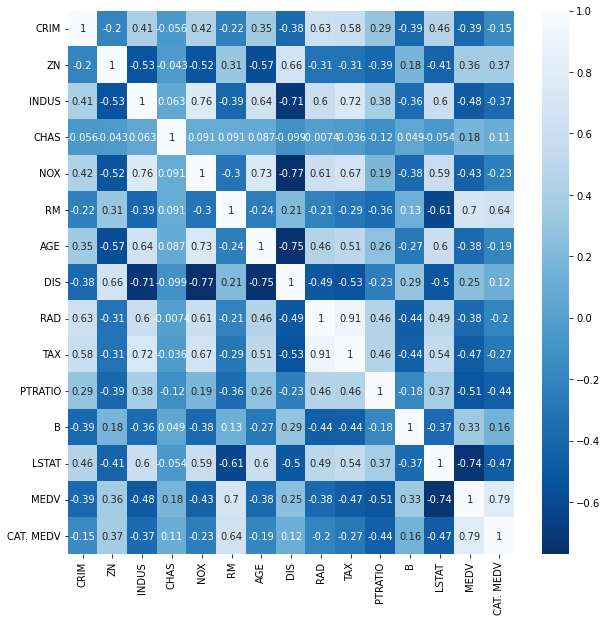 CRIM 1 -0.2 0.41 -0.056 0.42 -0.22 0.35 -0.38 0.63 0.58 0.29 -0.39 0.46 -0.39 -0.15
ZN -0.2 1 -0.53 -0.043 -0.52 0.31 -0.57 0.66 -0.31 -0.31 -0.39 0.18 -0.41 0.36 0.37
INDUS 0.41 -0.53 1 0.063 0.76 -0.39 0.64 -0.71 0.6 0.72 0.38 -0.36 0.6 -0.48 -0.37
CHAS -0.056 -0.043 0.063 1 0.091 0.091 0.087 -0.099 -0.0074 -0.036 -0.12 0.049 -0.054 0.18 0.11
NOX 0.42 -0.52 0.76 0.091 1 -0.3 0.73 -0.77 0.61 0.67 0.19 -0.38 0.59 -0.43 -0.23
RM -0.22 0.31 -0.39 0.091 -0.3 1 -0.24 0.21 -0.21 -0.29 -0.36 0.13 -0.61 0.7 0.64
AGE 0.35 -0.57 0.64 0.087 0.73 -0.24 1 -0.75 0.46 0.51 0.26 -0.27 0.6 -0.38 -0.19
DIS -0.38 0.66 -0.71 -0.099 -0.77 0.21 -0.75 1 -0.49 -0.53 -0.23 0.29 -0.5 0.25 0.12
RAD 0.63 -0.31 0.6 -0.0074 0.61 -0.21 0.46 -0.49 1 0.91 0.46 -0.44 0.49 -0.38 -0.2
TAX 0.58 -0.31 0.72 -0.036 0.67 -0.29 0.51 -0.53 0.91 1 0.46 -0.44 0.54 -0.47 -0.27
PTRATIO 0.29 -0.39 0.38 -0.12 0.19 -0.36 0.26 -0.23 0.46 0.46 1 -0.18 0.37 -0.51 -0.44
B -0.39 0.18 -0.36 0.049 -0.38 0.13 -0.27 0.29 -0.44 -0.44 -0.18 1 -0.37 0.33 0.16
LSTAT 0.46 -0.41 0.6 -0.054 0.59 -0.61 0.6 -0.5 0.49 0.54 0.37 -0.37 1 -0.74 -0.47
MEDV -0.39 0.36 -0.48 0.18 -0.43 0.7 -0.38 0.25 -0.38 -0.47 -0.51 0.33 -0.74 1 0.79
CAT. MEDV -0.15 0.37 -0.37 0.11 -0.23 0.64 -0.19 0.12 -0.2 -0.27 -0.44 0.16 -0.47 0.79 1
CRIM ZN INDUS CHAS NOX RM AGE DIS RAD TAX PTRATIO B LSTAT MEDV CAT. MEDV
1.0
0.8
0.6
0.4
0.2
0.0
−0.2
−0.4
−0.6